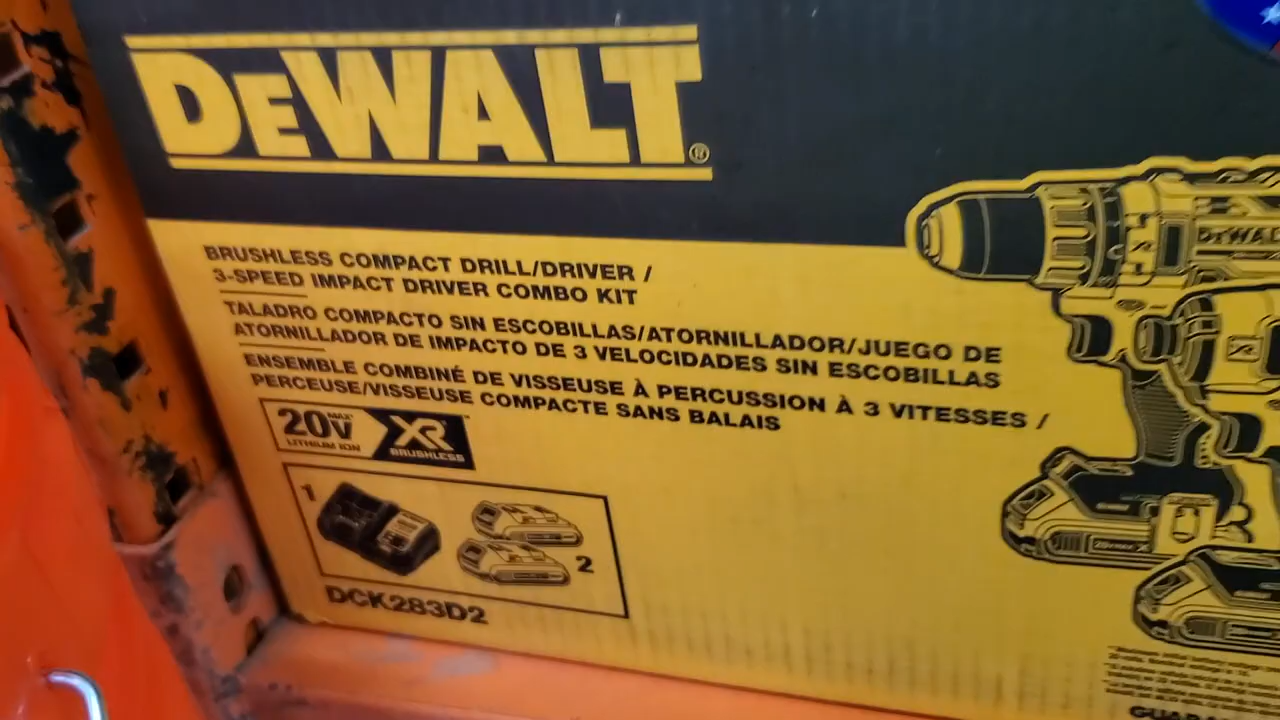 DEWALT®
BRUSHLESS COMPACT DRILL/DRIVER /
3-SPEED IMPACT DRIVER COMBO KIT
TALADRO COMPACTO SIN ESCOBILLAS/ATORNILLADOR/JUEGO DE
ATORNILLADOR DE IMPACTO DE 3 VELOCIDADES SIN ESCOBILLAS
ENSEMBLE COMBINÉ DE VISSEUSE À PERCUSSION À 3 VITESSES /
PERCEUSE/VISSEUSE COMPACTE SANS BALAIS
20V MAX XR
LITHIUM ION BRUSHLESS
1
2
DCK283D2